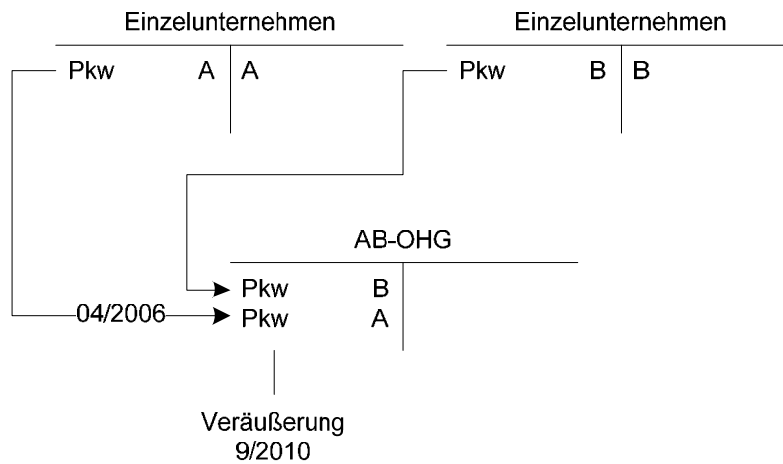 Einzelunternehmen
Pkw A A
Einzelunternehmen
Pkw B B
AB-OHG
Pkw B
04/2006 Pkw A
Veräußerung
9/2010